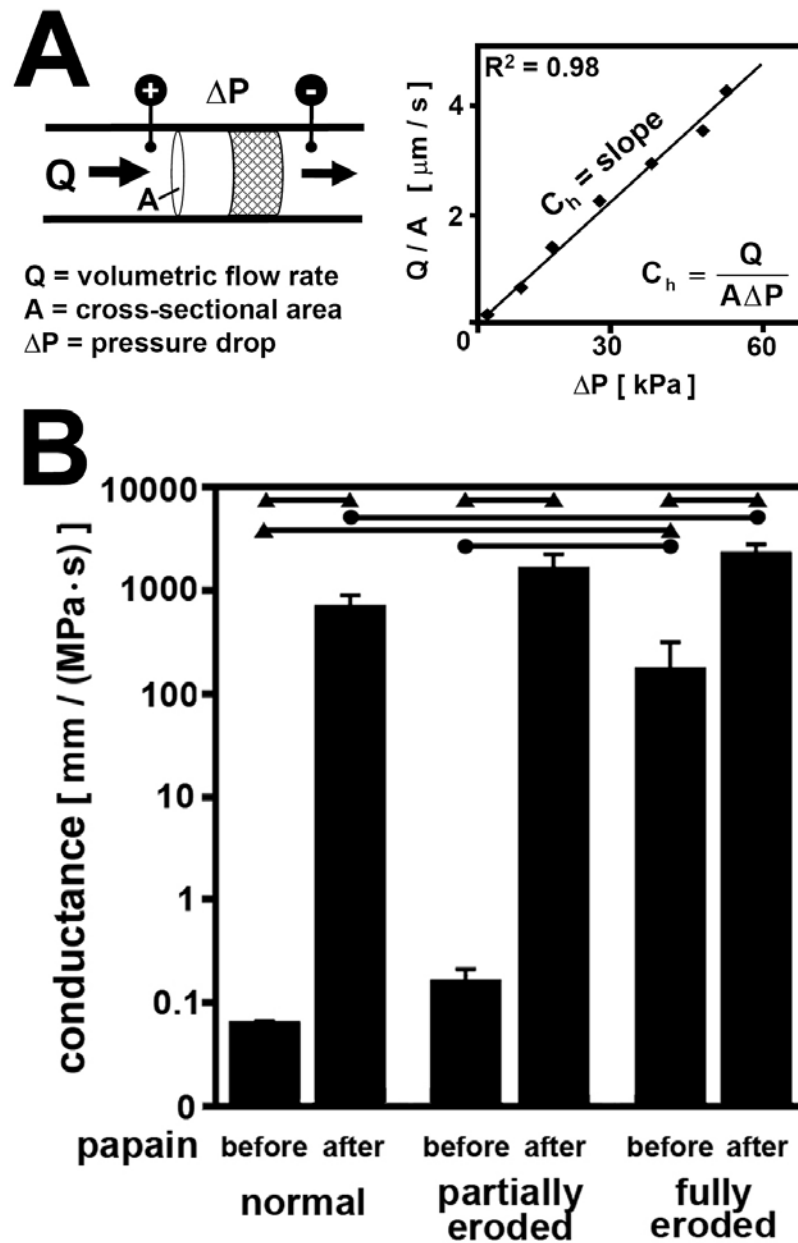 A
+ ΔP -
Q
A
Q = volumetric flow rate
A = cross-sectional area
ΔP = pressure drop
R² = 0.98
Q / A [ μm / s ]
4
2
0
30
60
Cₕ = slope
Cₕ = Q / AΔP
ΔP [ kPa ]
B
conductance [ mm / (MPa·s) ]
10000
1000
100
10
1
0.1
0
papain before after before after before after
normal partially eroded fully eroded